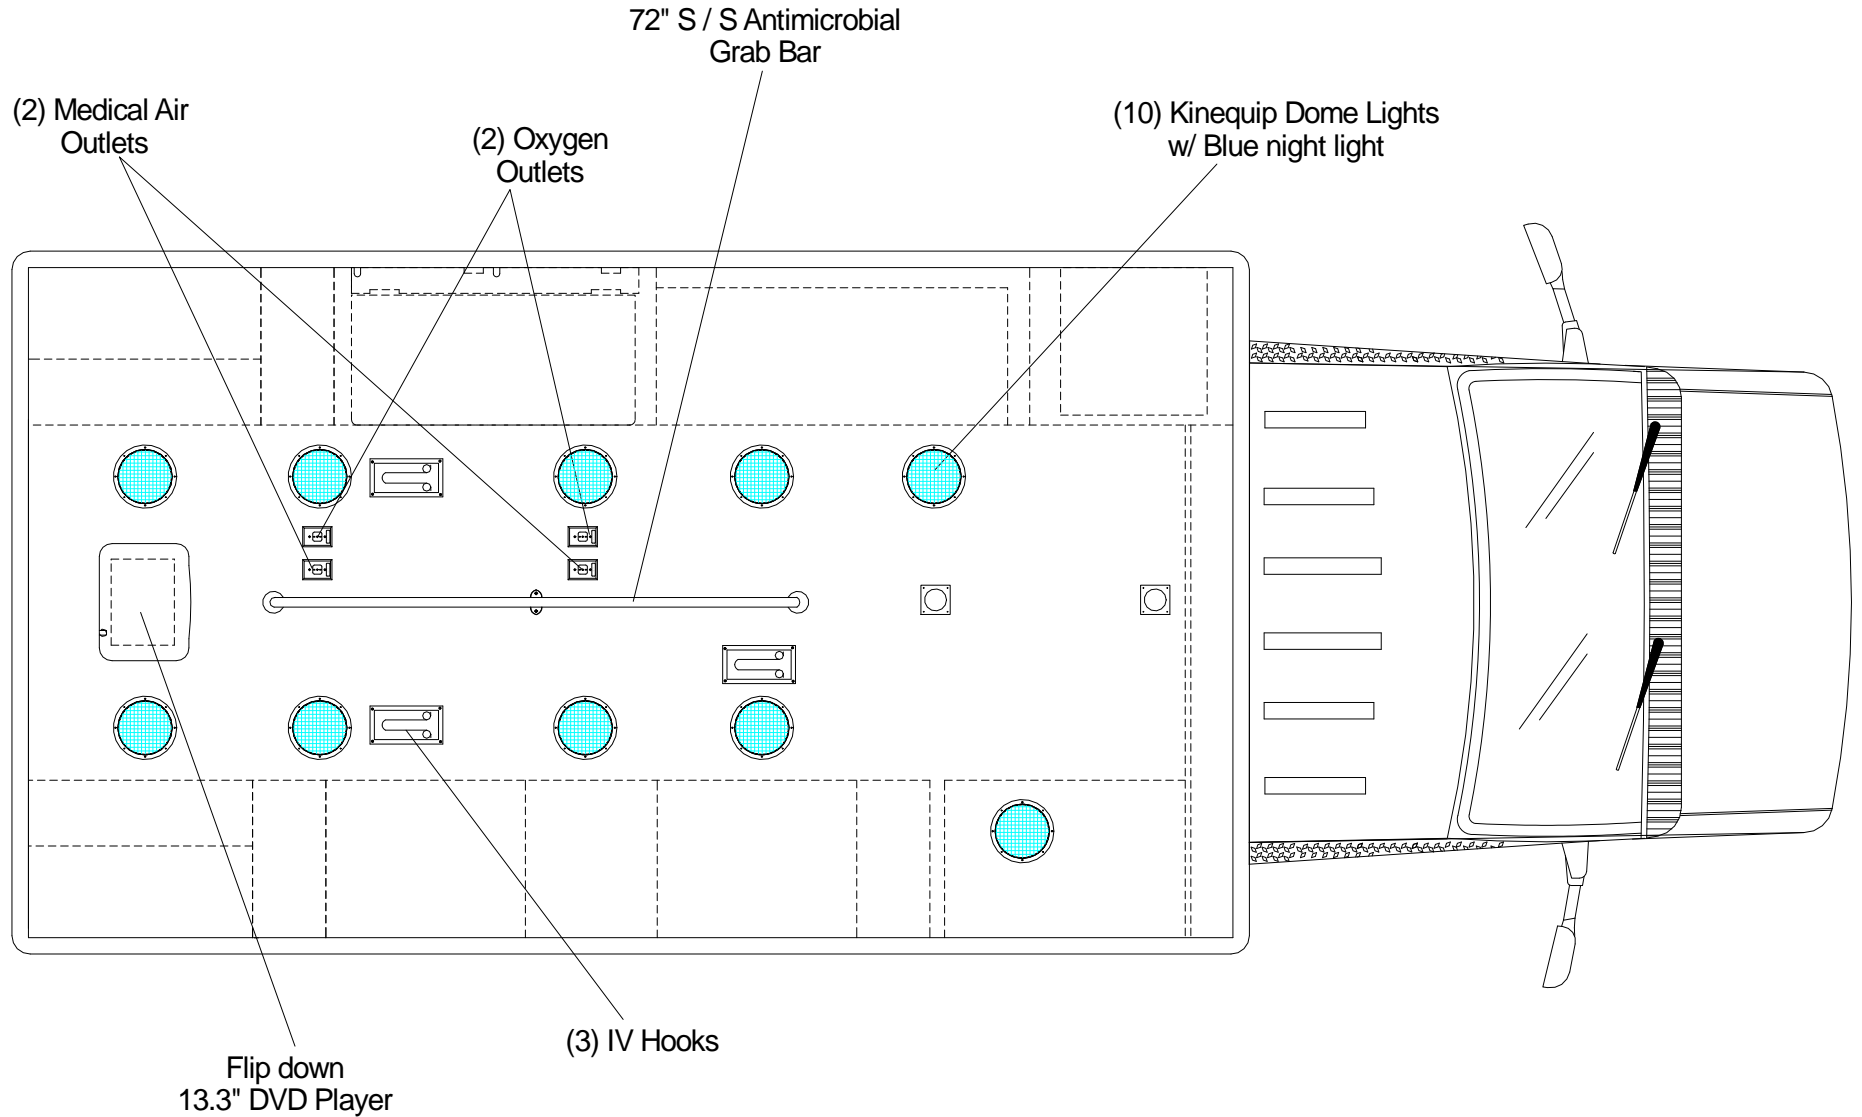 72" S / S Antimicrobial
Grab Bar
(2) Medical Air
Outlets
(2) Oxygen
Outlets
(10) Kinequip Dome Lights
w/ Blue night light
(3) IV Hooks
Flip down
13.3" DVD Player